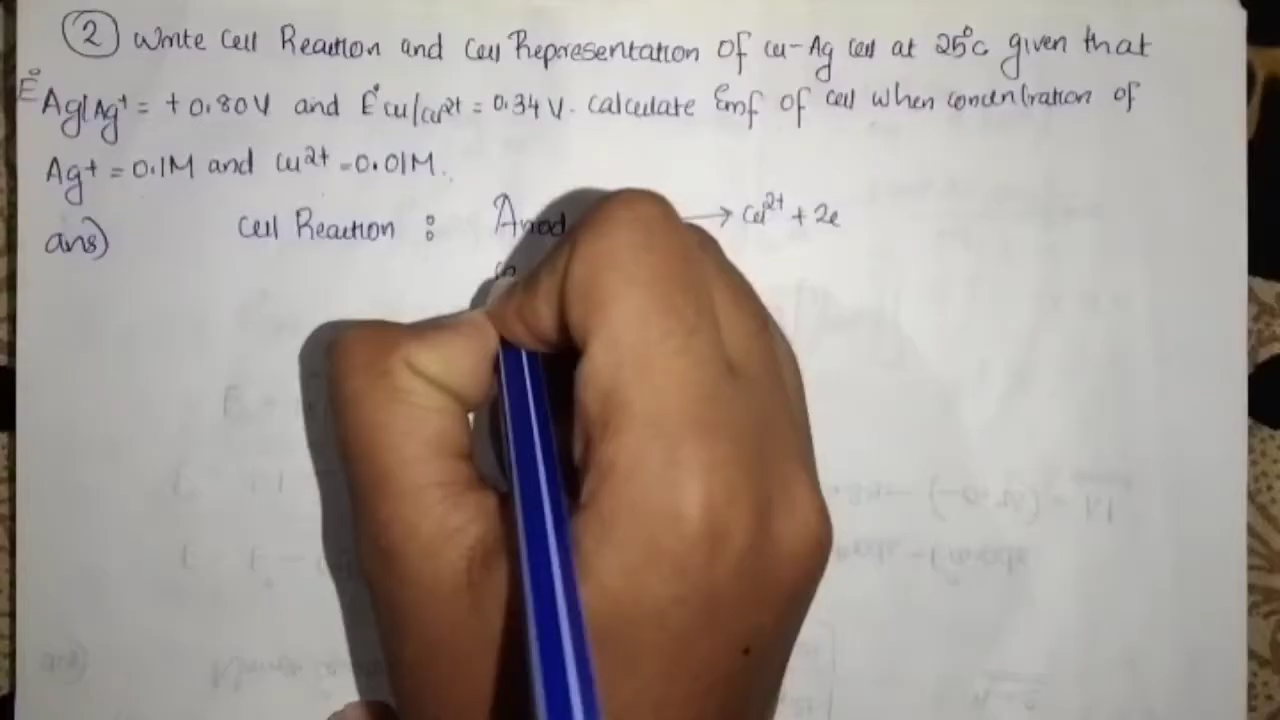 2 Write Cell Reaction and Cell Representation of cu-Ag cell at 25°c given that
E° Ag/Ag+ = +0.80V and E° cu/cu2+ = 0.34 V. calculate Emf of cell when concentration of
Ag+ = 0.1M and cu2+ = 0.01M.
ans) Cell Reaction : Anod → cu2+ + 2e